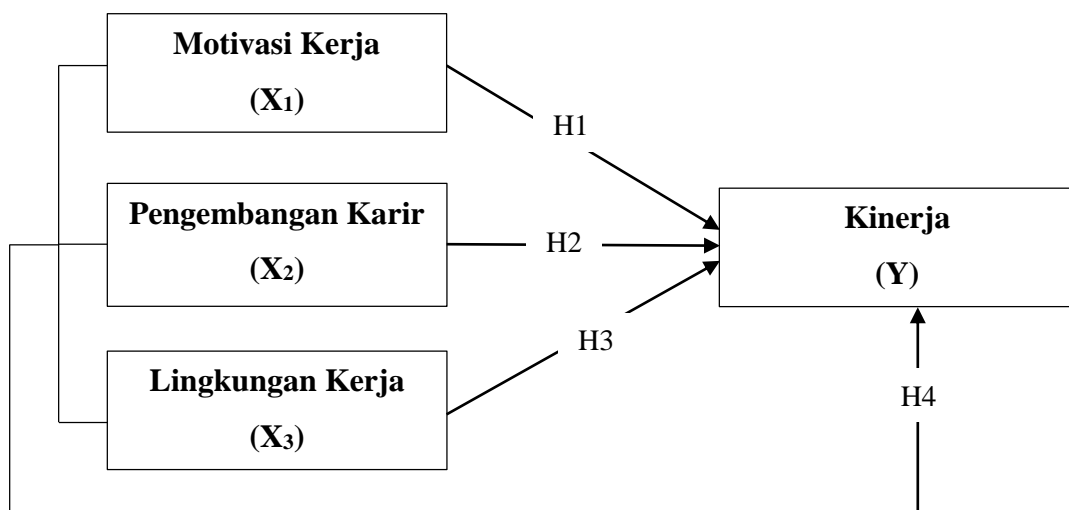 Motivasi Kerja
(X₁)
H1
Pengembangan Karir
(X₂)
H2
Kinerja
(Y)
H3
Lingkungan Kerja
(X₃)
H4